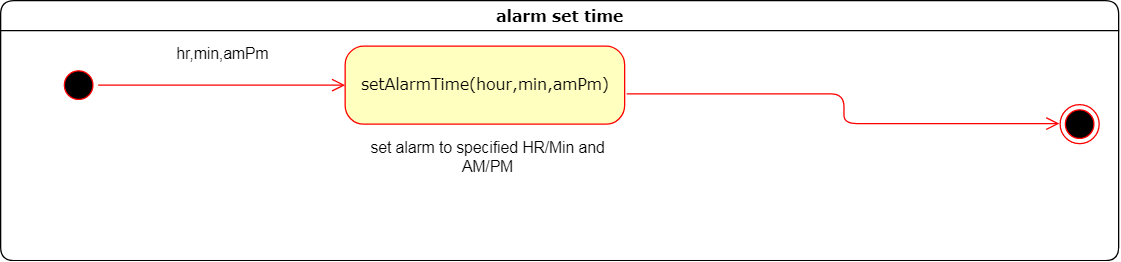 alarm set time
hr,min,amPm
setAlarmTime(hour,min,amPm)
set alarm to specified HR/Min and
AM/PM